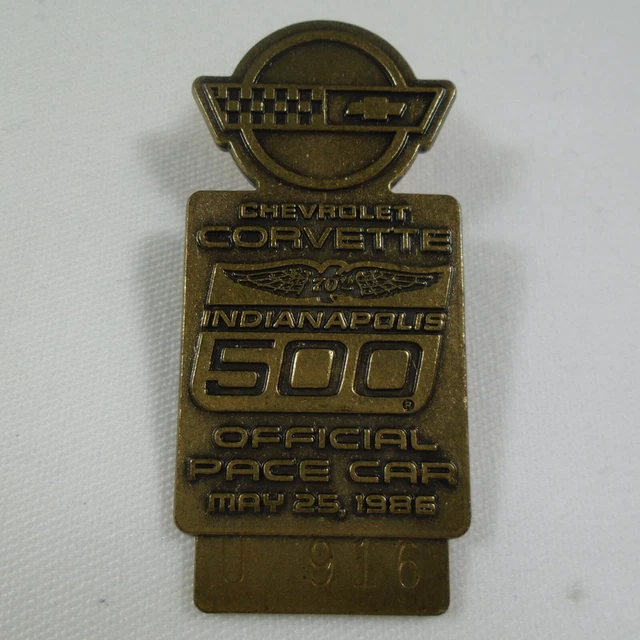 CHEVROLET
CORVETTE
70
INDIANAPOLIS
500®
OFFICIAL
PACE CAR
MAY 25, 1986
U 916